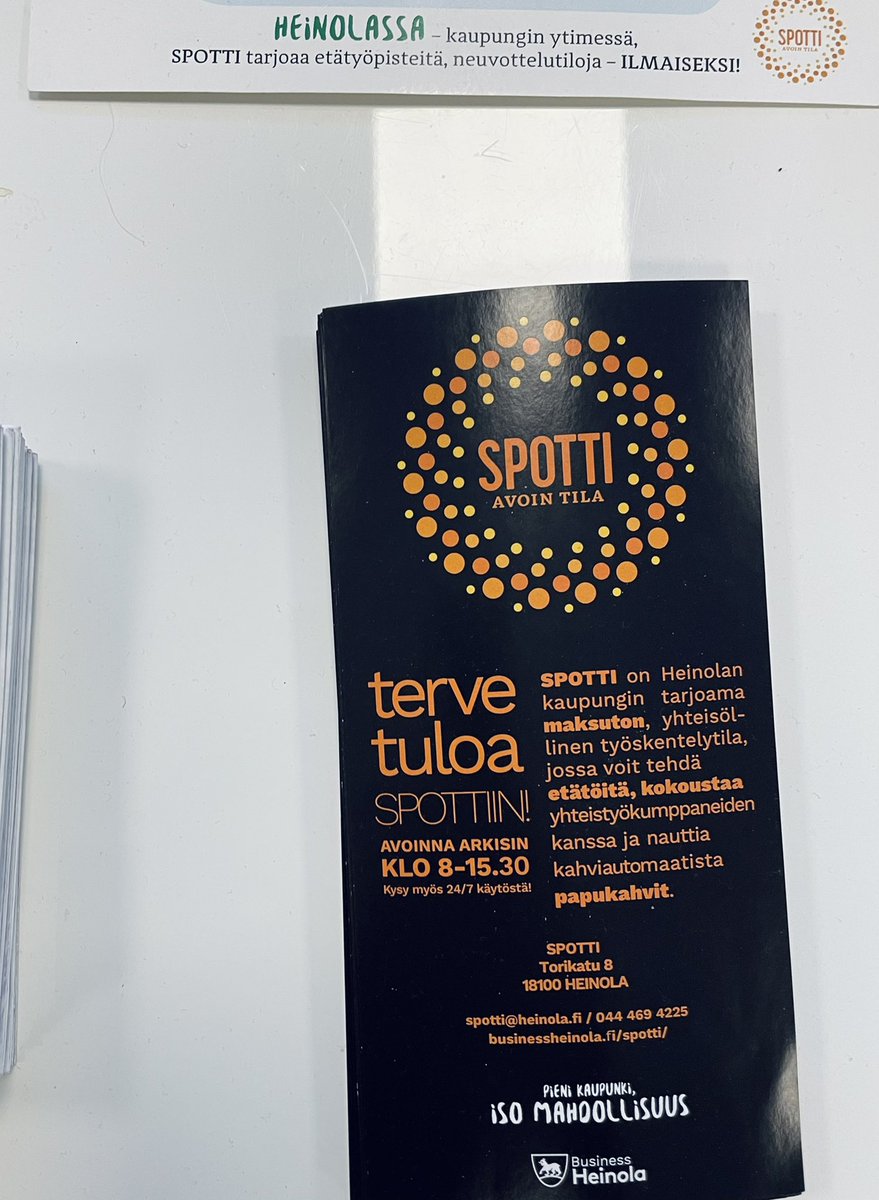 HEINOLASSA – kaupungin ytimessä,
SPOTTI tarjoaa etätyöpisteitä, neuvottelutiloja – ILMAISEKSI!
SPOTTI
AVOIN TILA
SPOTTI
AVOIN TILA
terve
tuloa
SPOTTIIN!
AVOINNA ARKISIN
KLO 8-15.30
Kysy myös 24/7 käytöstä!
SPOTTI on Heinolan
kaupungin tarjoama
maksuton, yhteisöl-
linen työskentelytila,
jossa voit tehdä
etätöitä, kokoustaa
yhteistyökumppaneiden
kanssa ja nauttia
kahviautomaatista
papukahvit.
SPOTTI
Torikatu 8
18100 HEINOLA
spotti@heinola.fi / 044 469 4225
businessheinola.fi/spotti/
PIENI KAUPUNKI,
ISO MAHDOLLISUUS
Business
Heinola